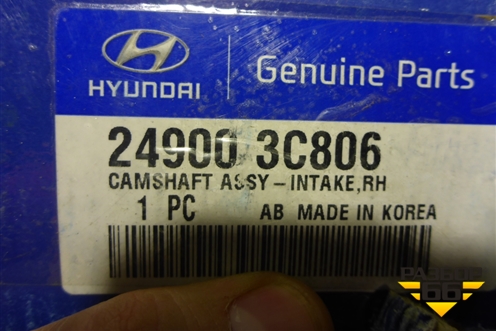 HYUNDAI
Genuine Parts
24900 3C806
CAMSHAFT ASSY-INTAKE,RH
1 PC AB MADE IN KOREA